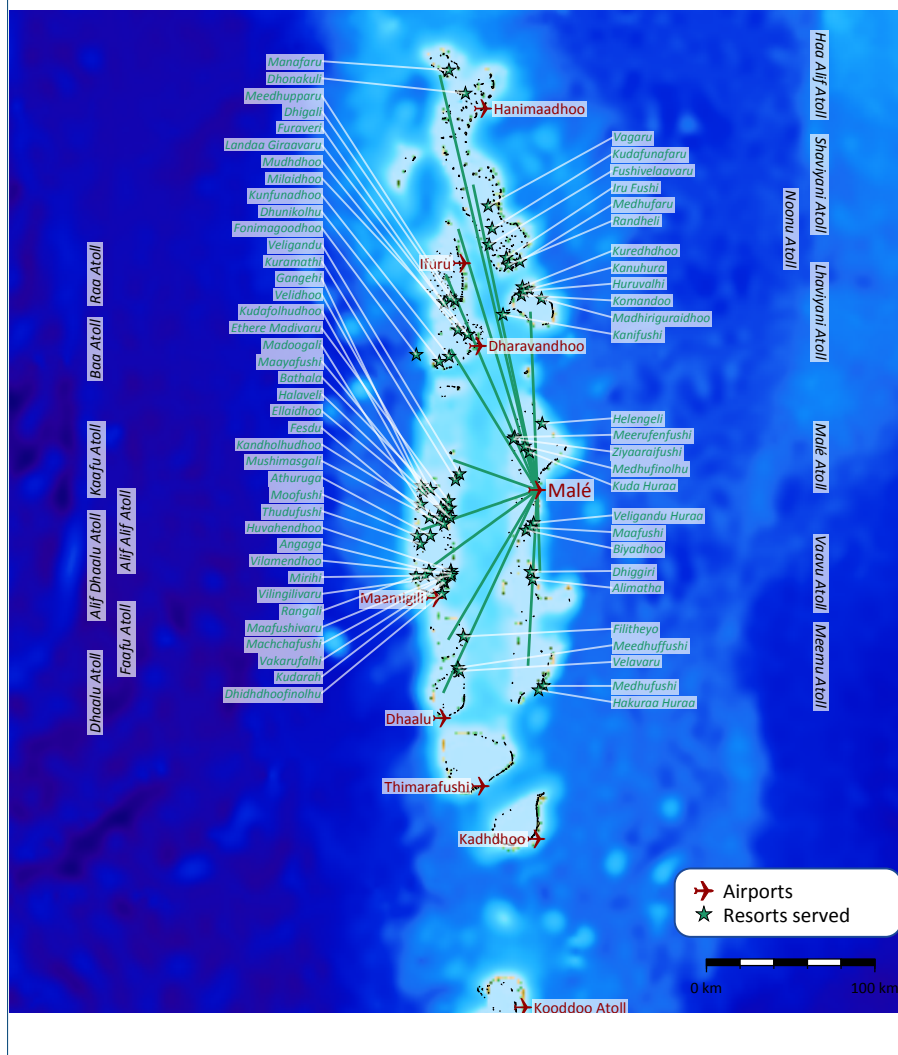 Manafaru
Dhonakuli
Meedhupparu
Dhigali
Furaveri
Landaa Giraavaru
Mudhdhoo
Milaidhoo
Kunfunadhoo
Dhunikolhu
Fonimagoodhoo
Veligandu
Kuramathi
Gangehi
Velidhoo
Kudafolhudhoo
Ethere Madivaru
Madoogali
Maayafushi
Bathala
Halaveli
Ellaidhoo
Fesdu
Kandholhudhoo
Mushimasgali
Athuruga
Moofushi
Thudufushi
Huvahendhoo
Angaga
Vilamendhoo
Mirihi
Vilingilivaru
Rangali
Maafushivaru
Machchafushi
Vakarufalhi
Kudarah
Dhidhdhoofinolhu
Raa Atoll
Baa Atoll
Kaafu Atoll
Alif Alif Atoll
Alif Dhaalu Atoll
Faafu Atoll
Dhaalu Atoll
Hanimaadhoo
Ifuru
Dharavandhoo
Malé
Maamigili
Dhaalu
Thimarafushi
Kadhdhoo
Kooddoo Atoll
Vagaru
Kudafunafaru
Fushivelaavaru
Iru Fushi
Medhufaru
Randheli
Kuredhdhoo
Kanuhura
Huruvalhi
Komandoo
Madhiriguraidhoo
Kanifushi
Helengeli
Meerufenfushi
Ziyaaraifushi
Medhufinolhu
Kuda Huraa
Veligandu Huraa
Maafushi
Biyadhoo
Dhiggiri
Alimatha
Filitheyo
Meedhuffushi
Velavaru
Medhufushi
Hakuraa Huraa
Haa Alif Atoll
Shaviyani Atoll
Noonu Atoll
Lhaviyani Atoll
Malé Atoll
Vaavu Atoll
Meemu Atoll
Airports
Resorts served
0 km 100 km